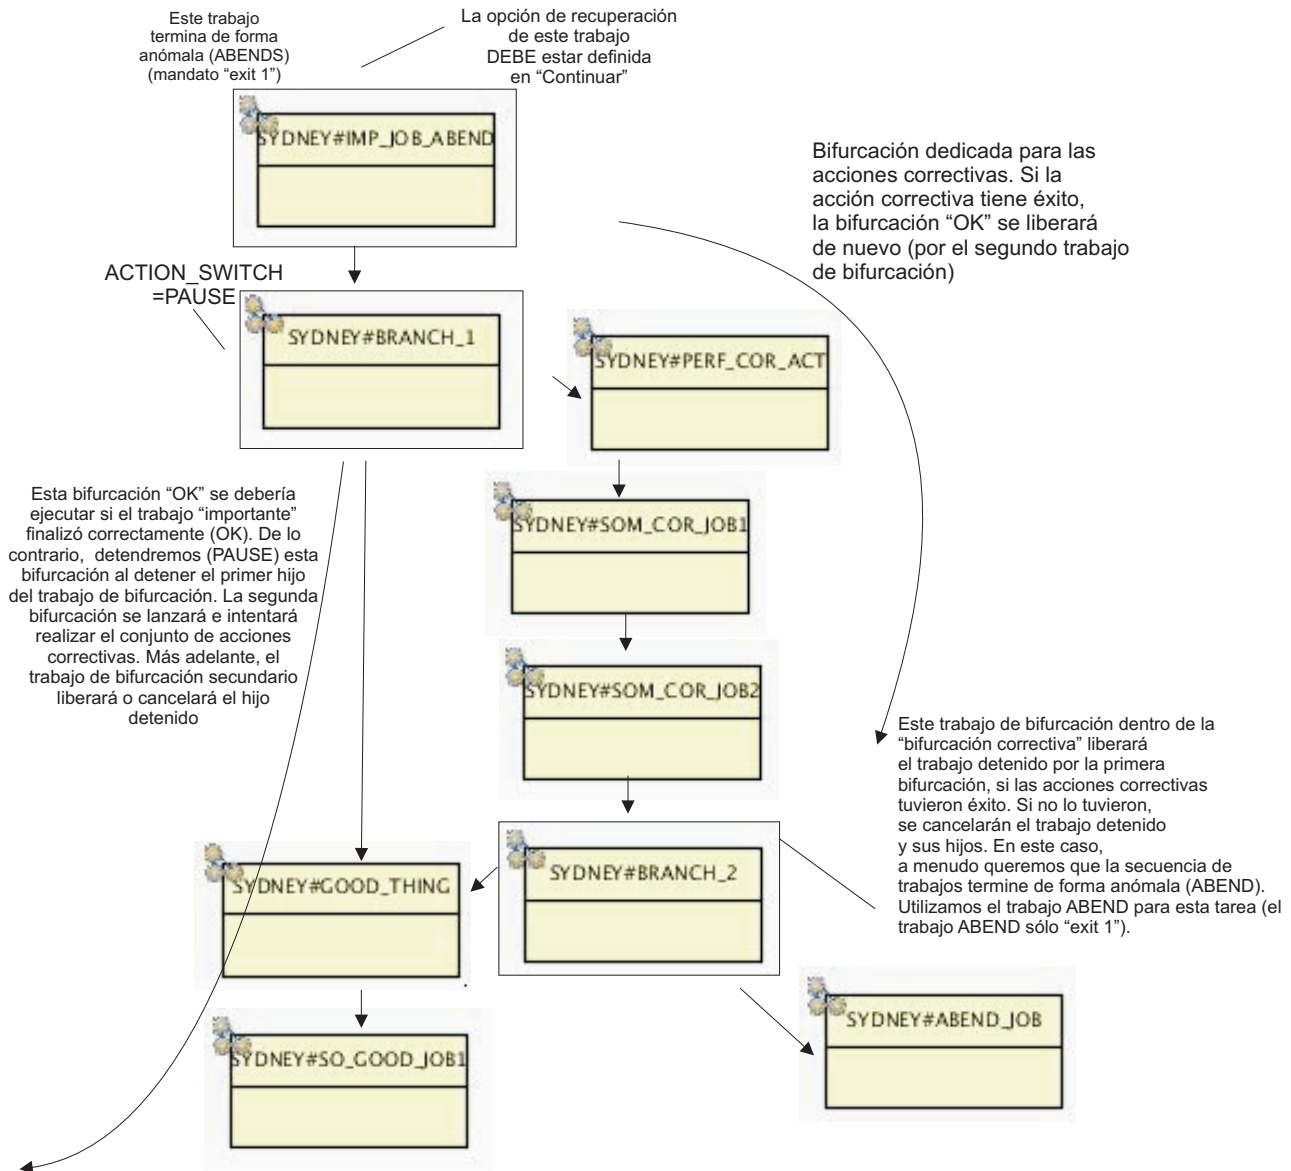 Este trabajo
termina de forma
anómala (ABENDS)
(mandato “exit 1”)
La opción de recuperación
de este trabajo
DEBE estar definida
en “Continuar”
SYDNEY#IMP_JOB_ABEND
Bifurcación dedicada para las
acciones correctivas. Si la
acción correctiva tiene éxito,
la bifurcación “OK” se liberará
de nuevo (por el segundo trabajo
de bifurcación)
ACTION_SWITCH
=PAUSE
SYDNEY#BRANCH_1
SYDNEY#PERF_COR_ACT
Esta bifurcación “OK” se debería
ejecutar si el trabajo “importante”
finalizó correctamente (OK). De lo
contrario, detendremos (PAUSE) esta
bifurcación al detener el primer hijo
del trabajo de bifurcación. La segunda
bifurcación se lanzará e intentará
realizar el conjunto de acciones
correctivas. Más adelante, el
trabajo de bifurcación secundario
liberará o cancelará el hijo
detenido
SYDNEY#SOM_COR_JOB1
SYDNEY#SOM_COR_JOB2
Este trabajo de bifurcación dentro de la
“bifurcación correctiva” liberará
el trabajo detenido por la primera
bifurcación, si las acciones correctivas
tuvieron éxito. Si no lo tuvieron,
se cancelarán el trabajo detenido
y sus hijos. En este caso,
a menudo queremos que la secuencia de
trabajos termine de forma anómala (ABEND).
Utilizamos el trabajo ABEND para esta tarea (el
trabajo ABEND sólo “exit 1”).
SYDNEY#GOOD_THING
SYDNEY#BRANCH_2
SYDNEY#SO_GOOD_JOB1
SYDNEY#ABEND_JOB